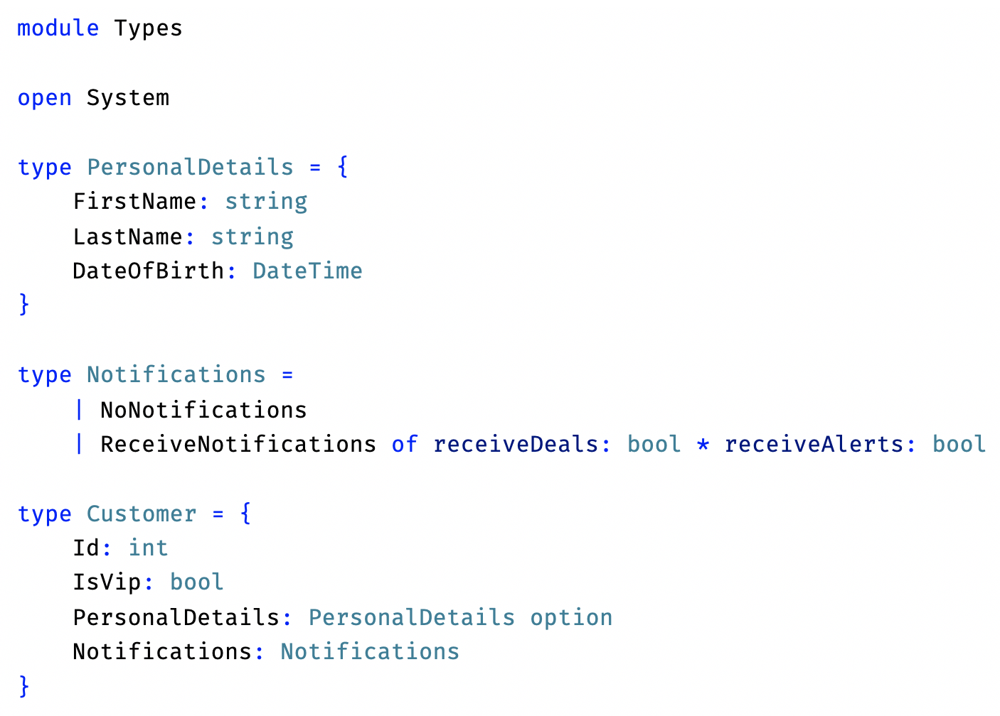 module Types
open System
type PersonalDetails = {
    FirstName: string
    LastName: string
    DateOfBirth: DateTime
}
type Notifications =
    | NoNotifications
    | ReceiveNotifications of receiveDeals: bool * receiveAlerts: bool
type Customer = {
    Id: int
    IsVip: bool
    PersonalDetails: PersonalDetails option
    Notifications: Notifications
}